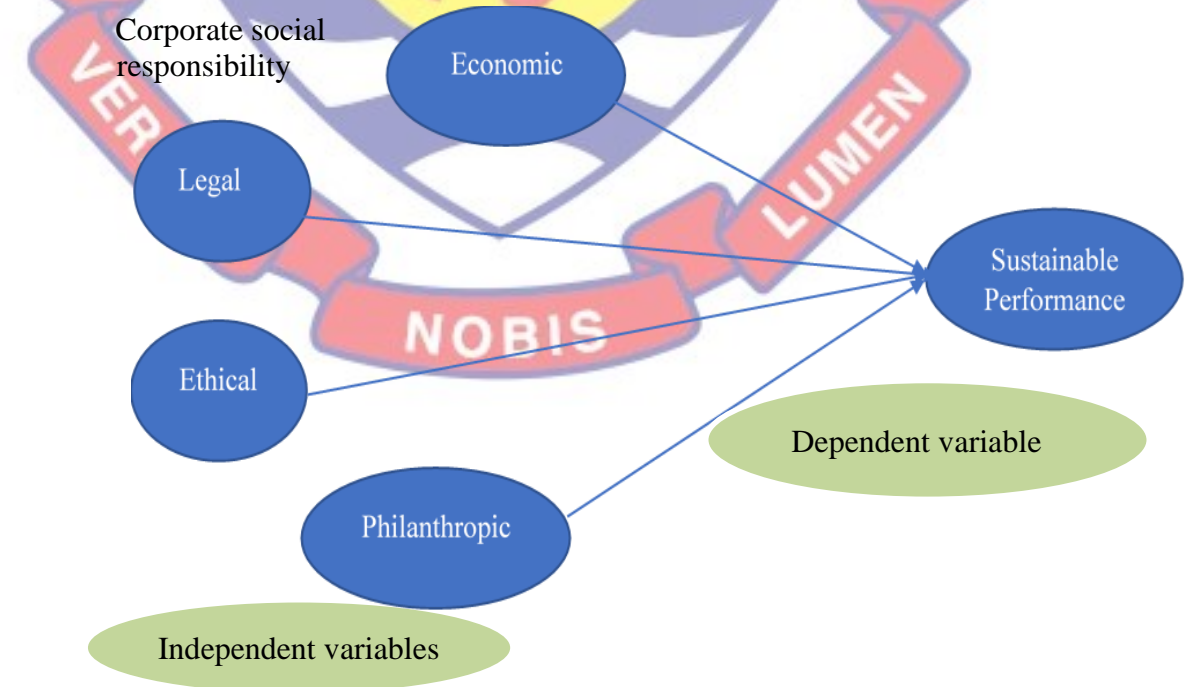 Corporate social
responsibility
Economic
Legal
VER
LUMEN
Sustainable
Performance
NOBIS
Ethical
Dependent variable
Philanthropic
Independent variables